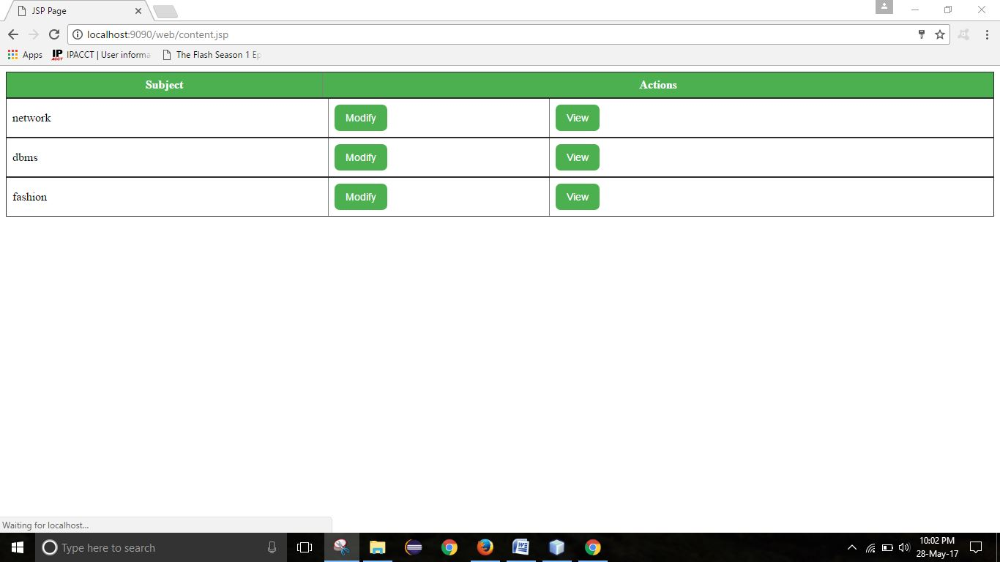 JSP Page
localhost:9090/web/content.jsp
Apps IP ACCT IPACCT | User informa The Flash Season 1 Ep
Subject Actions
network Modify View
dbms Modify View
fashion Modify View
Waiting for localhost...
Type here to search
10:02 PM
28-May-17